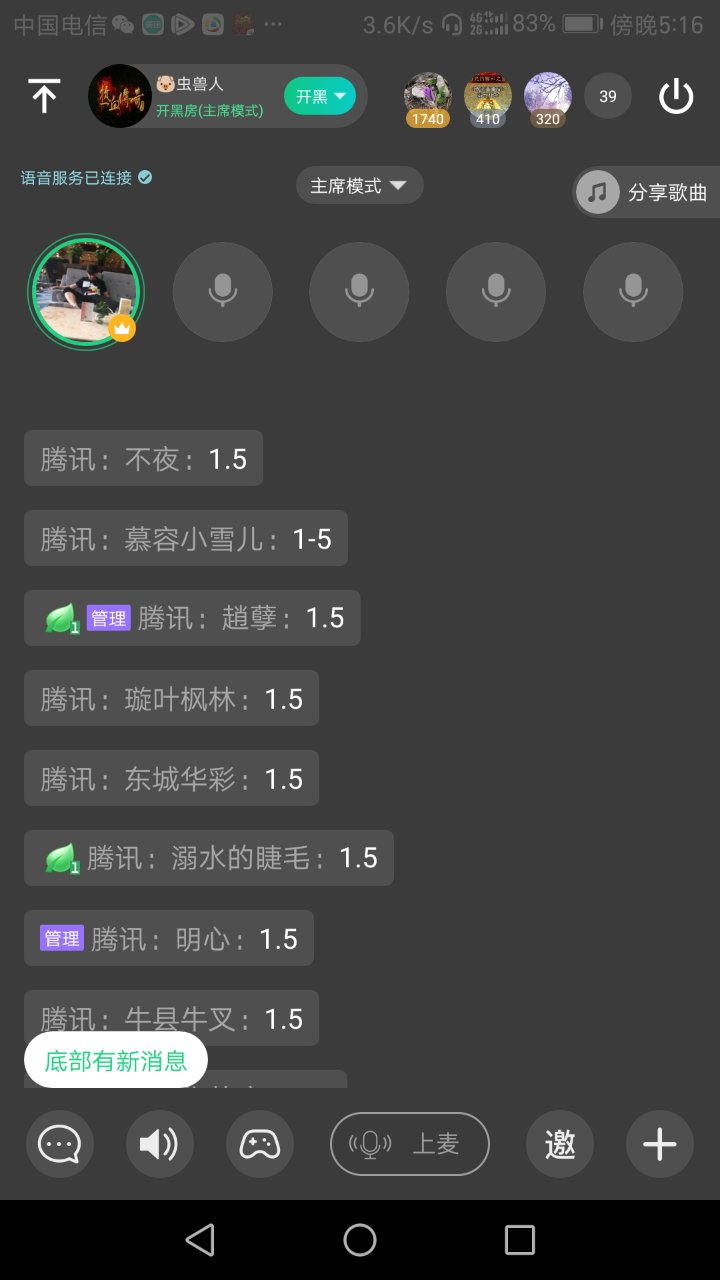 中国电信 ... 3.6K/s 4G 2G 83% 傍晚5:16
虫兽人
开黑房(主席模式)
开黑
1740
410
320
39
语音服务已连接
主席模式
分享歌曲
腾讯：不夜：1.5
腾讯：慕容小雪儿：1-5
1 管理 腾讯：趙孽：1.5
腾讯：璇叶枫林：1.5
腾讯：东城华彩：1.5
1 腾讯：溺水的睫毛：1.5
管理 腾讯：明心：1.5
腾讯：牛县牛叉：1.5
底部有新消息
上麦
邀